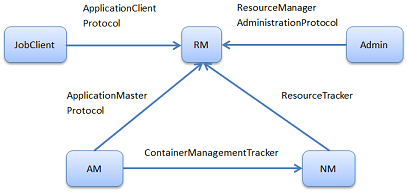 ApplicationClient
Protocol
ResourceManager
AdministrationProtocol
JobClient
RM
Admin
ApplicationMaster
Protocol
ResourceTracker
ContainerManagementTracker
AM
NM